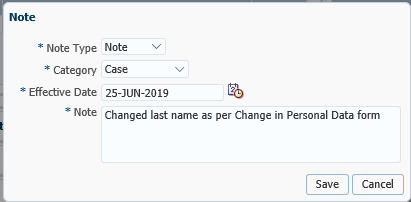 Note
* Note Type Note
* Category Case
* Effective Date 25-JUN-2019
* Note Changed last name as per Change in Personal Data form
Save Cancel